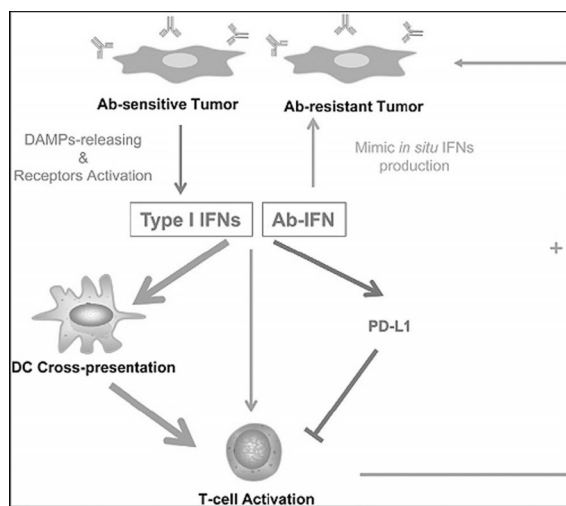 Ab-sensitive Tumor
Ab-resistant Tumor
DAMPs-releasing
&
Receptors Activation
Mimic in situ IFNs
production
Type I IFNs
Ab-IFN
+
PD-L1
DC Cross-presentation
T-cell Activation